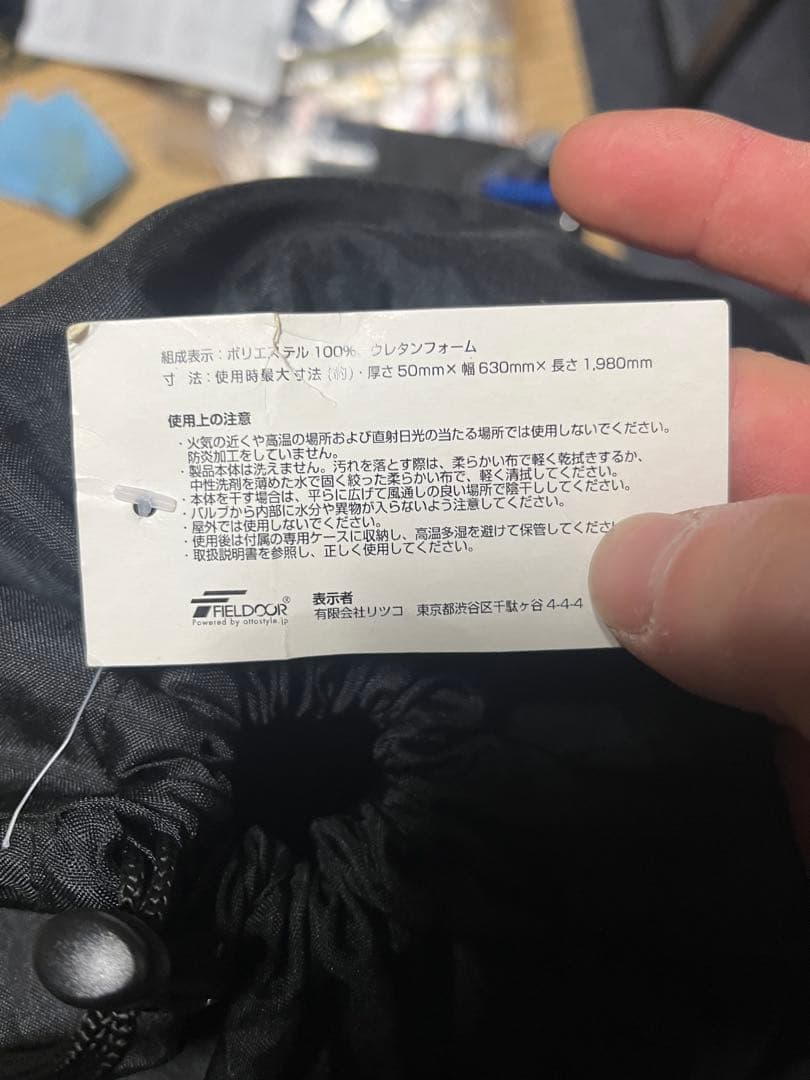 組成表示：ポリエステル 100%、ウレタンフォーム
寸 法：使用時最大寸法（約）・厚さ 50mm× 幅 630mm× 長さ 1,980mm
使用上の注意
・火気の近くや高温の場所および直射日光の当たる場所では使用しないでください。
防炎加工をしていません。
・製品本体は洗えません。汚れを落とす際は、柔らかい布で軽く乾拭きするか、
中性洗剤を薄めた水で固く絞った柔らかい布で、軽く清拭してください。
・本体を干す場合は、平らに広げて風通しの良い場所で陰干ししてください。
・バルブから内部に水分や異物が入らないよう注意してください。
・屋外では使用しないでください。
・使用後は付属の専用ケースに収納し、高温多湿を避けて保管してくださ
・取扱説明書を参照し、正しく使用してください。
FIELDOOR®
Powered by attostyle.jp
表示者
有限会社リツコ 東京都渋谷区千駄ヶ谷 4-4-4